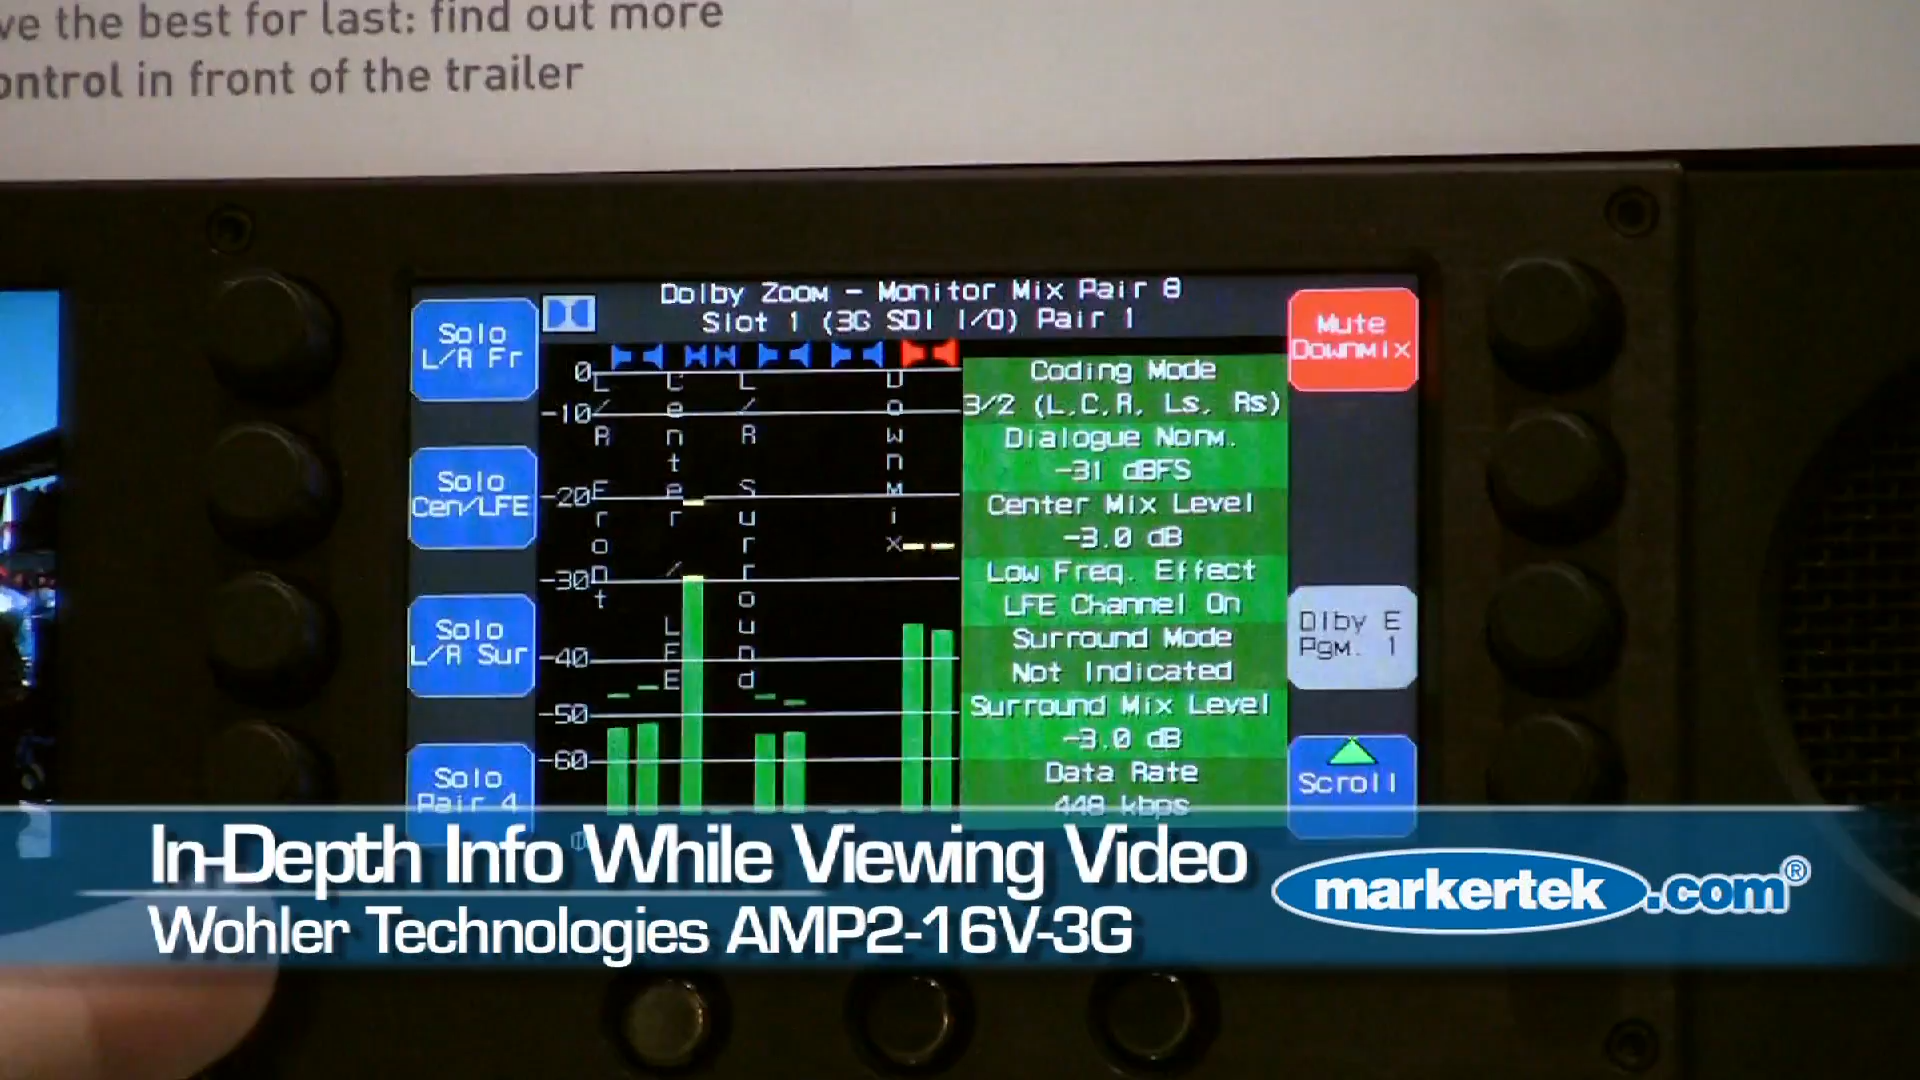 ve the best for last: find out more
ontrol in front of the trailer
Dolby Zoom - Monitor Mix Pair 8
Slot 1 (3G SDI I/O) Pair 1
Solo
L/R Fr
Solo
Cen/LFE
Solo
L/R Sur
Solo
Pair 4
0
-10
-20
-30
-40
-50
-60
L/R Front
Center/LFE
L/R Surround
Downmix
Coding Mode
3/2 (L,C,R, Ls, Rs)
Dialogue Norm.
-31 dBFS
Center Mix Level
-3.0 dB
Low Freq. Effect
LFE Channel On
Surround Mode
Not Indicated
Surround Mix Level
-3.0 dB
Data Rate
448 kbps
Mute
Downmix
Dlby E
Pgm. 1
Scroll
In-Depth Info While Viewing Video
Wohler Technologies AMP2-16V-3G
markertek.com®